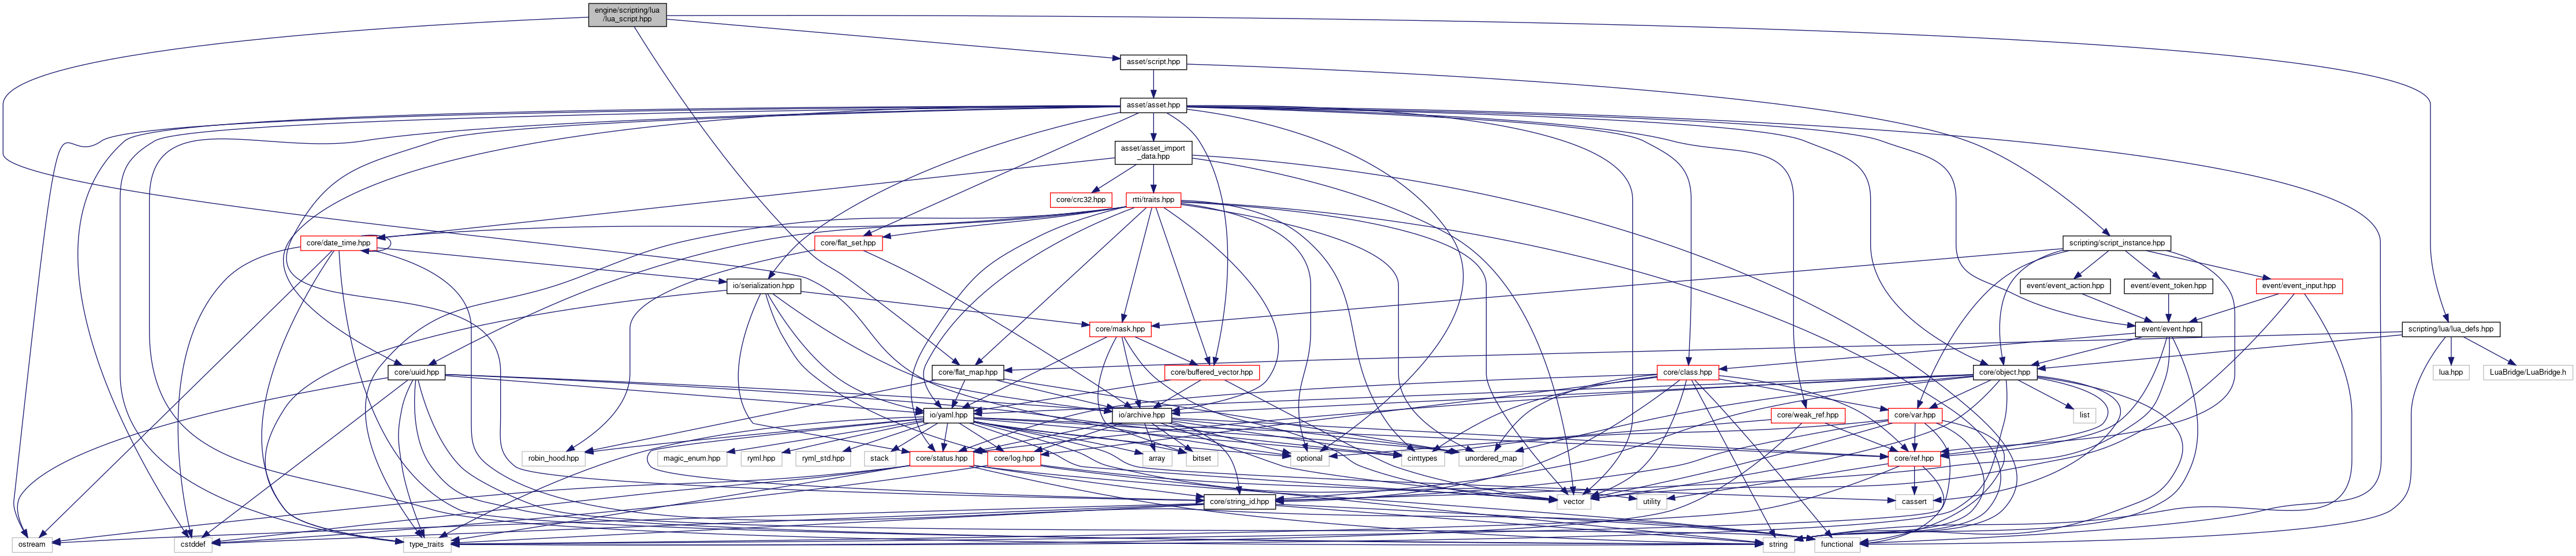 engine/scripting/lua
/lua_script.hpp
asset/script.hpp
asset/asset.hpp
asset/asset_import
_data.hpp
core/crc32.hpp
rtti/traits.hpp
core/date_time.hpp
core/flat_set.hpp
scripting/script_instance.hpp
io/serialization.hpp
event/event_action.hpp
event/event_token.hpp
event/event_input.hpp
core/mask.hpp
event/event.hpp
scripting/lua/lua_defs.hpp
core/uuid.hpp
core/flat_map.hpp
core/buffered_vector.hpp
core/class.hpp
core/object.hpp
lua.hpp
LuaBridge/LuaBridge.h
io/yaml.hpp
io/archive.hpp
core/weak_ref.hpp
core/var.hpp
list
robin_hood.hpp
magic_enum.hpp
ryml.hpp
ryml_std.hpp
stack
core/status.hpp
core/log.hpp
array
bitset
optional
cinttypes
unordered_map
core/ref.hpp
core/string_id.hpp
vector
utility
cassert
ostream
cstddef
type_traits
string
functional